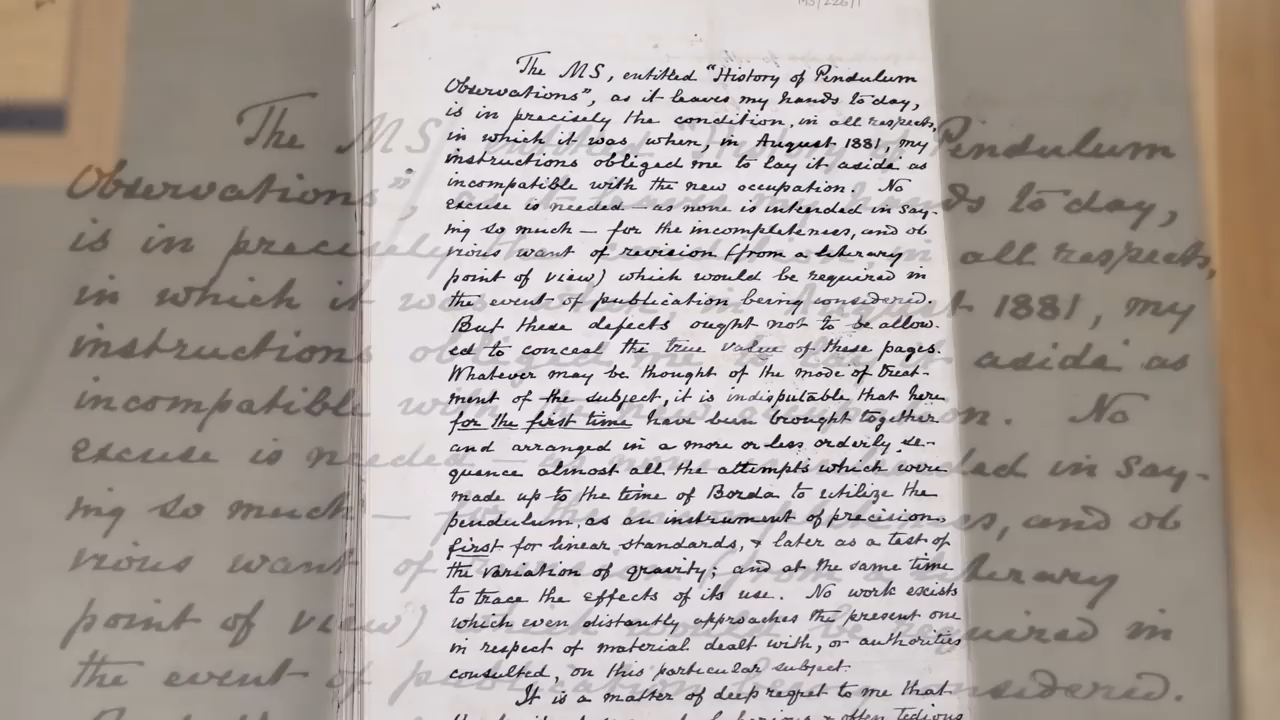 MS/226/1
The MS, entitled "History of Pendulum
Observations", as it leaves my hands to day,
is in precisely the condition, in all respects,
in which it was when, in August 1881, my
instructions obliged me to lay it aside as
incompatible with the new occupation. No
excuse is needed — as none is intended in say-
ing so much — for the incompleteness, and ob
vious want of revision (from a literary
point of view) which would be required in
the event of publication being considered.
But these defects ought not to be allow-
ed to conceal the true value of these pages.
Whatever may be thought of the mode of treat-
ment of the subject, it is indisputable that here
for the first time have been brought together
and arranged in a more or less orderly se-
quence almost all the attempts which were
made up to the time of Borda to utilize the
pendulum, as an instrument of precision,
first for linear standards, & later as a test of
the variation of gravity; and at the same time
to trace the effects of its use. No work exists
which even distantly approaches the present one
in respect of material dealt with, or authorities
consulted, on this particular subject.
It is a matter of deep regret to me that
& often tedious